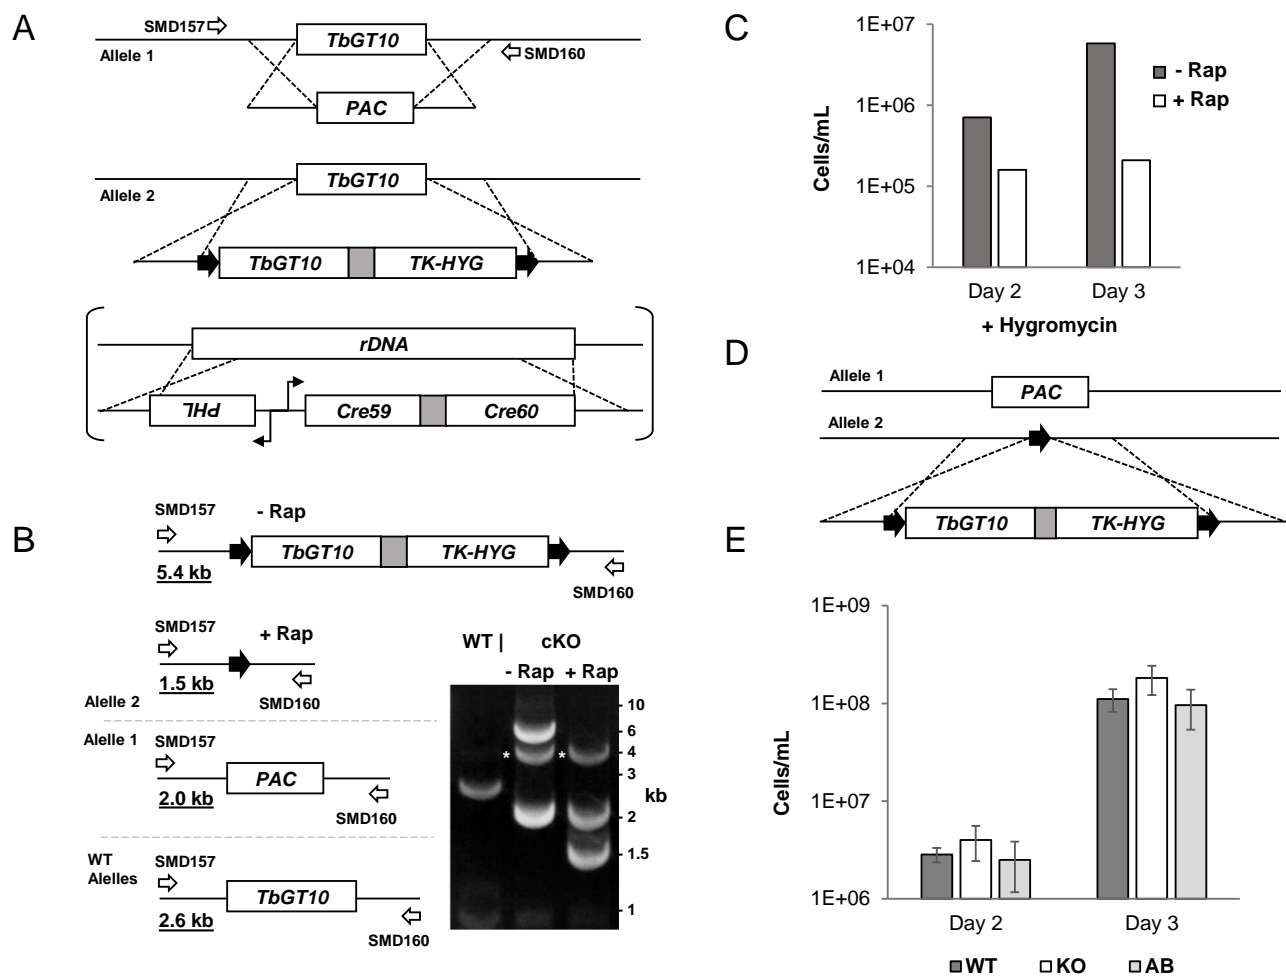 A
SMD157
TbGT10
Allele 1
SMD160
PAC
TbGT10
Allele 2
TbGT10
TK-HYG
rDNA
PHL
Cre59
Cre60
B
SMD157
- Rap
TbGT10
TK-HYG
5.4 kb
SMD160
SMD157
+ Rap
1.5 kb
SMD160
Alelle 2
Alelle 1
SMD157
PAC
2.0 kb
SMD160
WT
Alelles
SMD157
TbGT10
2.6 kb
SMD160
WT | cKO
- Rap + Rap
10
6
* * 4
3
kb
2
1.5
1
C
1E+07
1E+06
1E+05
1E+04
Cells/mL
- Rap
+ Rap
Day 2 Day 3
+ Hygromycin
D
Allele 1
PAC
Allele 2
TbGT10
TK-HYG
E
1E+09
1E+08
1E+07
1E+06
Cells/mL
Day 2 Day 3
WT KO AB